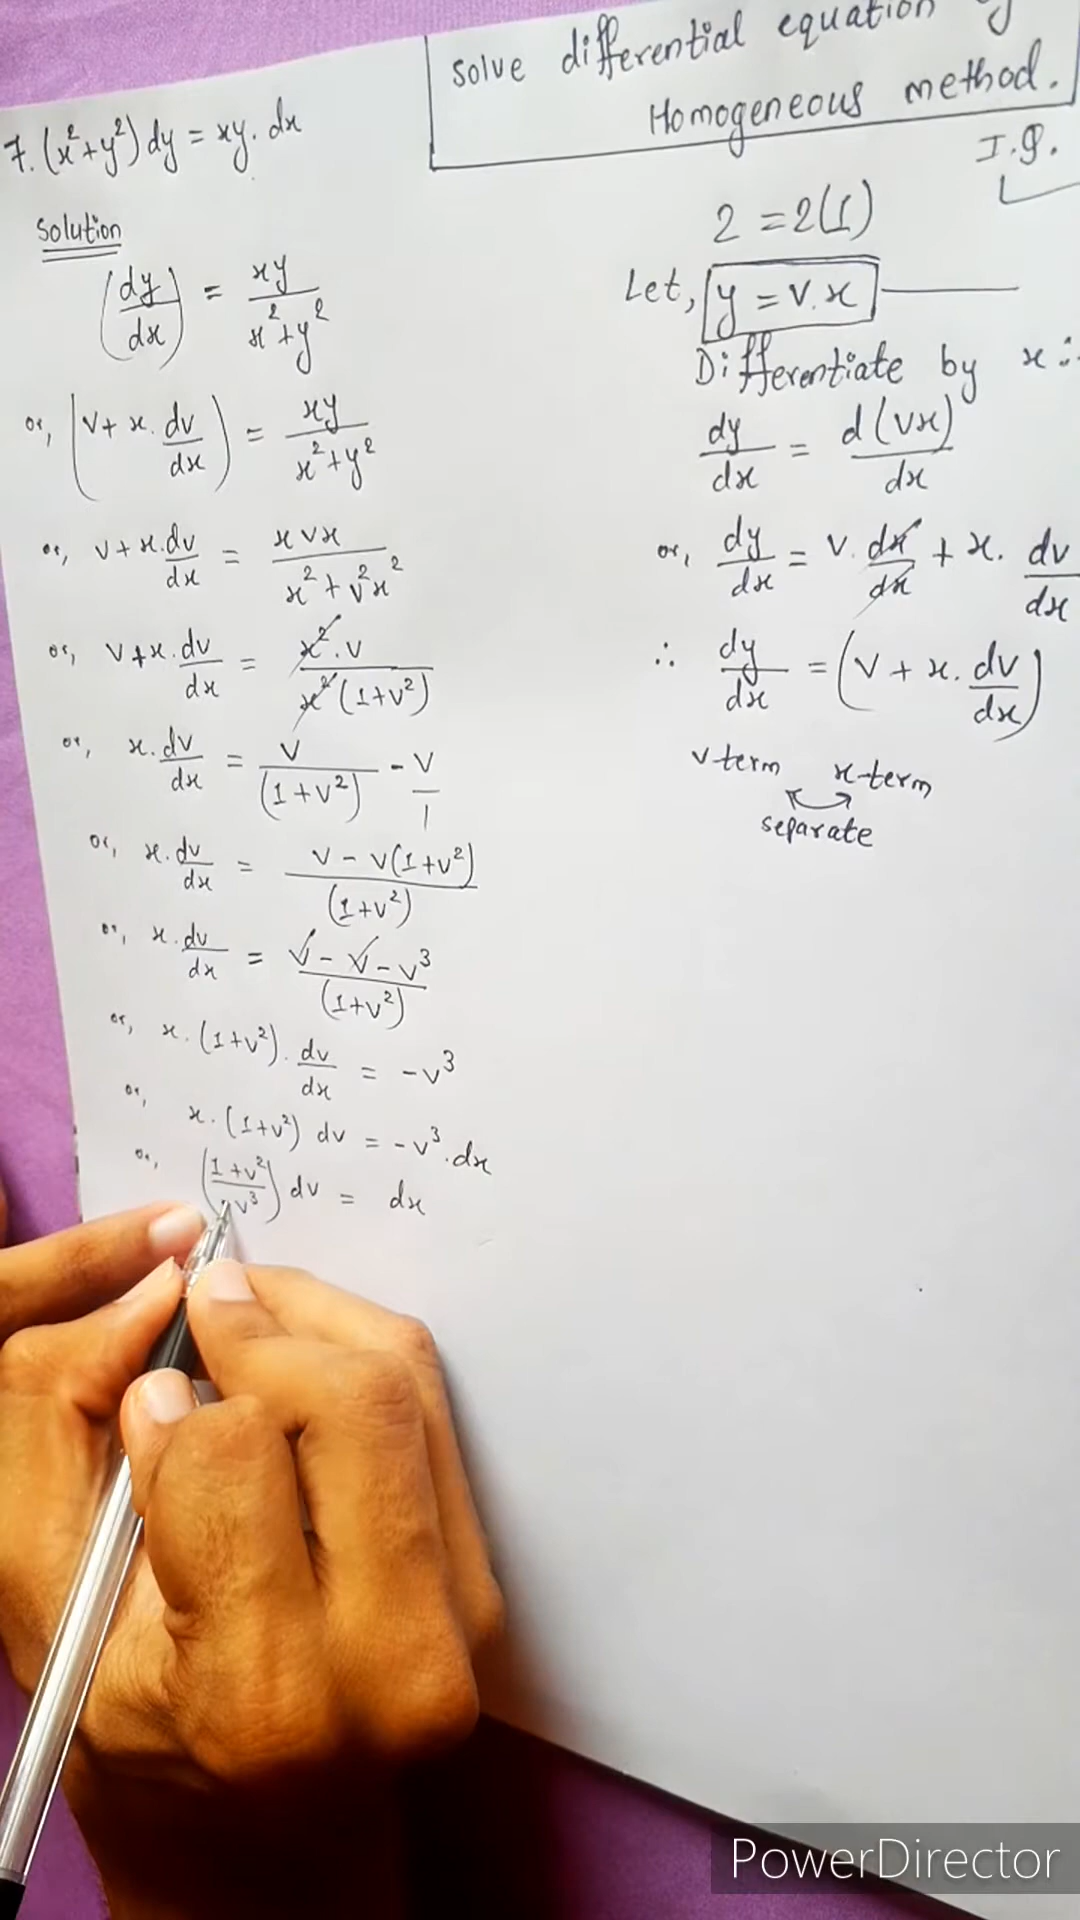 solve differential equation
Homogeneous method.
I.g.
7. (x²+y²) dy = xy. dx
Solution
(dy/dx) = xy/(x²+y²)
or, (v + x. dv/dx) = xy/(x²+y²)
or, v + x. dv/dx = x v x/(x² + v²x²)
or, v + x. dv/dx = x². v/(x² (1+v²))
or, x. dv/dx = v/(1+v²) - v/1
or, x. dv/dx = (v - v(1+v²))/(1+v²)
or, x. dv/dx = (v - v - v³)/(1+v²)
or, x. (1+v²). dv/dx = -v³
or, x. (1+v²) dv = -v³. dx
or, ((1+v²)/v³) dv = dx
2 = 2(1)
Let, y = v.x
Differentiate by x :-
dy/dx = d(vx)/dx
or, dy/dx = v. dx/dx + x. dv/dx
∴ dy/dx = (v + x. dv/dx)
v term x-term
separate
PowerDirector